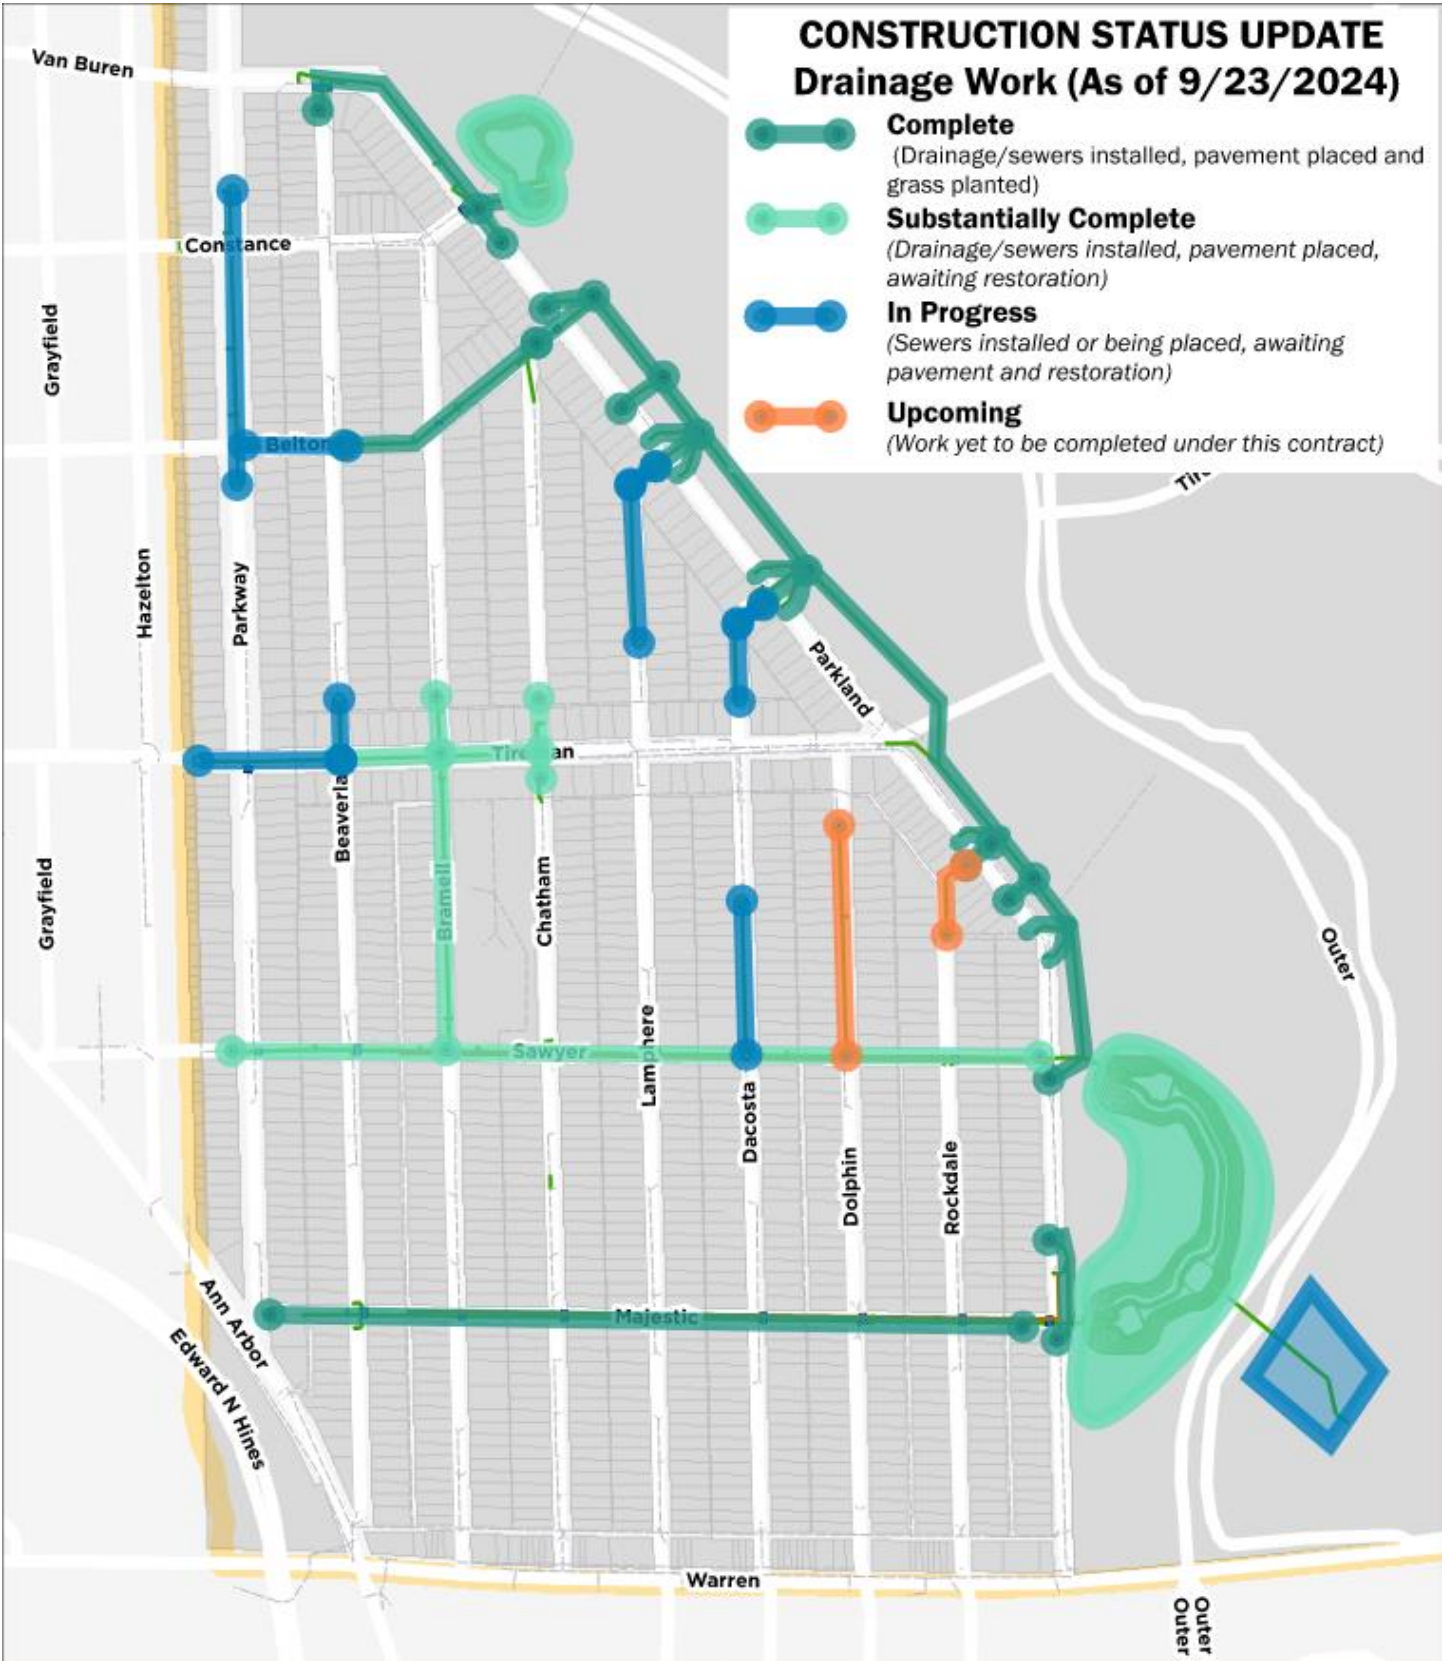 CONSTRUCTION STATUS UPDATE
Drainage Work (As of 9/23/2024)
Complete
(Drainage/sewers installed, pavement placed and
grass planted)
Substantially Complete
(Drainage/sewers installed, pavement placed,
awaiting restoration)
In Progress
(Sewers installed or being placed, awaiting
pavement and restoration)
Upcoming
(Work yet to be completed under this contract)
Van Buren
Constance
Grayfield
Belton
Hazelton
Parkway
Parkland
Beaverla
Grayfield
Bramell
Chatham
Outer
Sawyer
Lamphere
Dacosta
Dolphin
Rockdale
Majestic
Ann Arbor
Edward N Hines
Warren
Outer
Outer